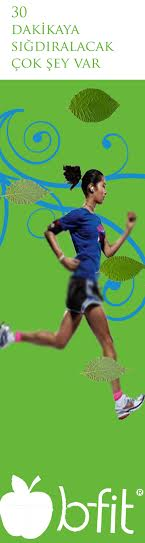 30
DAKİKAYA
SIĞDIRALACAK
ÇOK ŞEY VAR
b-fit®